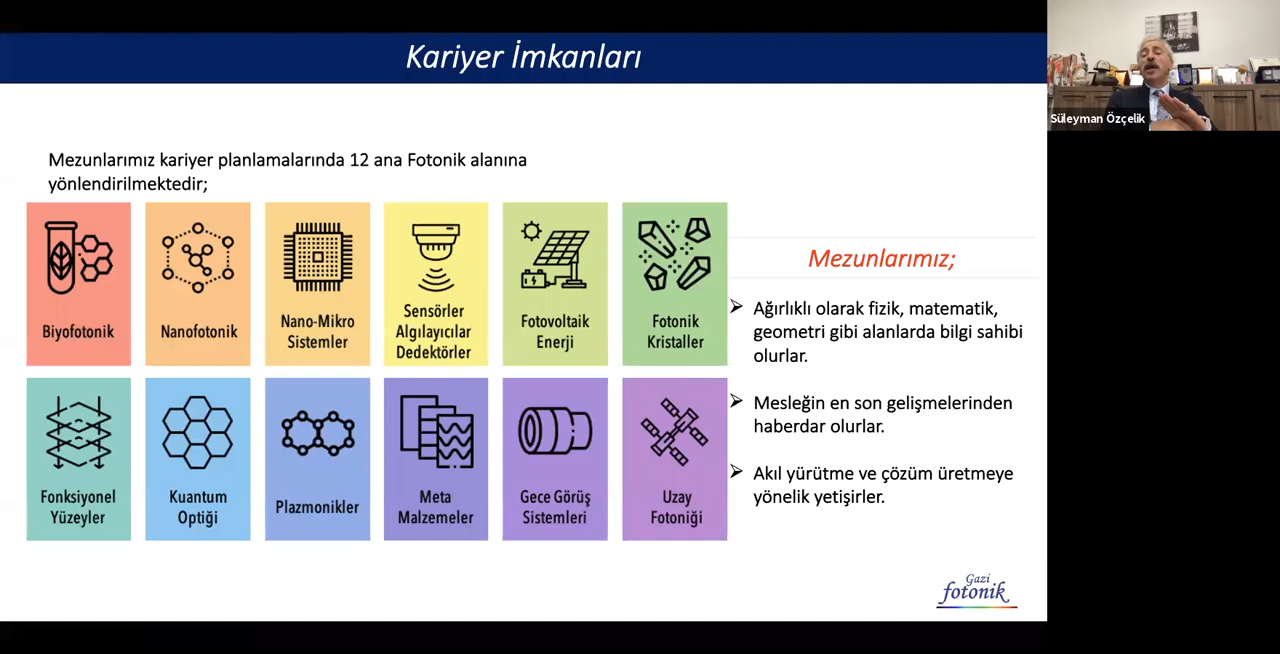 Kariyer İmkanları
Süleyman Özçelik
Mezunlarımız kariyer planlamalarında 12 ana Fotonik alanına
yönlendirilmektedir;
Biyofotonik
Nanofotonik
Nano-Mikro
Sistemler
Sensörler
Algılayıcılar
Dedektörler
Fotovoltaik
Enerji
Fotonik
Kristaller
Fonksiyonel
Yüzeyler
Kuantum
Optiği
Plazmonikler
Meta
Malzemeler
Gece Görüş
Sistemleri
Uzay
Fotoniği
Mezunlarımız;
Ağırlıklı olarak fizik, matematik,
geometri gibi alanlarda bilgi sahibi
olurlar.
Mesleğin en son gelişmelerinden
haberdar olurlar.
Akıl yürütme ve çözüm üretmeye
yönelik yetişirler.
Gazi
fotonik